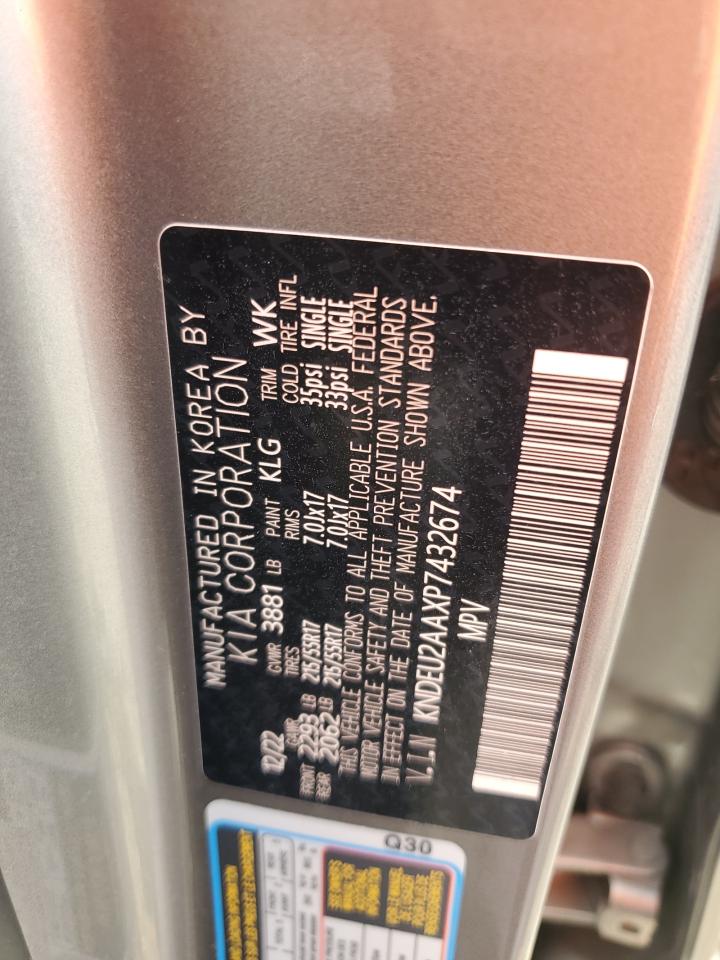 MANUFACTURED IN KOREA BY
KIA CORPORATION
12/22 GVWR 3881 LB PAINT KLG TRIM WK
GAWR TIRES RIMS COLD TIRE INFL
FRONT 2293 LB 215/55R17 7.0Jx17 35psi SINGLE
REAR 2062 LB 215/55R17 7.0Jx17 33psi SINGLE
THIS VEHICLE CONFORMS TO ALL APPLICABLE U.S.A. FEDERAL
MOTOR VEHICLE SAFETY AND THEFT PREVENTION STANDARDS
IN EFFECT ON THE DATE OF MANUFACTURE SHOWN ABOVE.
V.I.N KNDEU2AAXP7432674
MPV
Q30